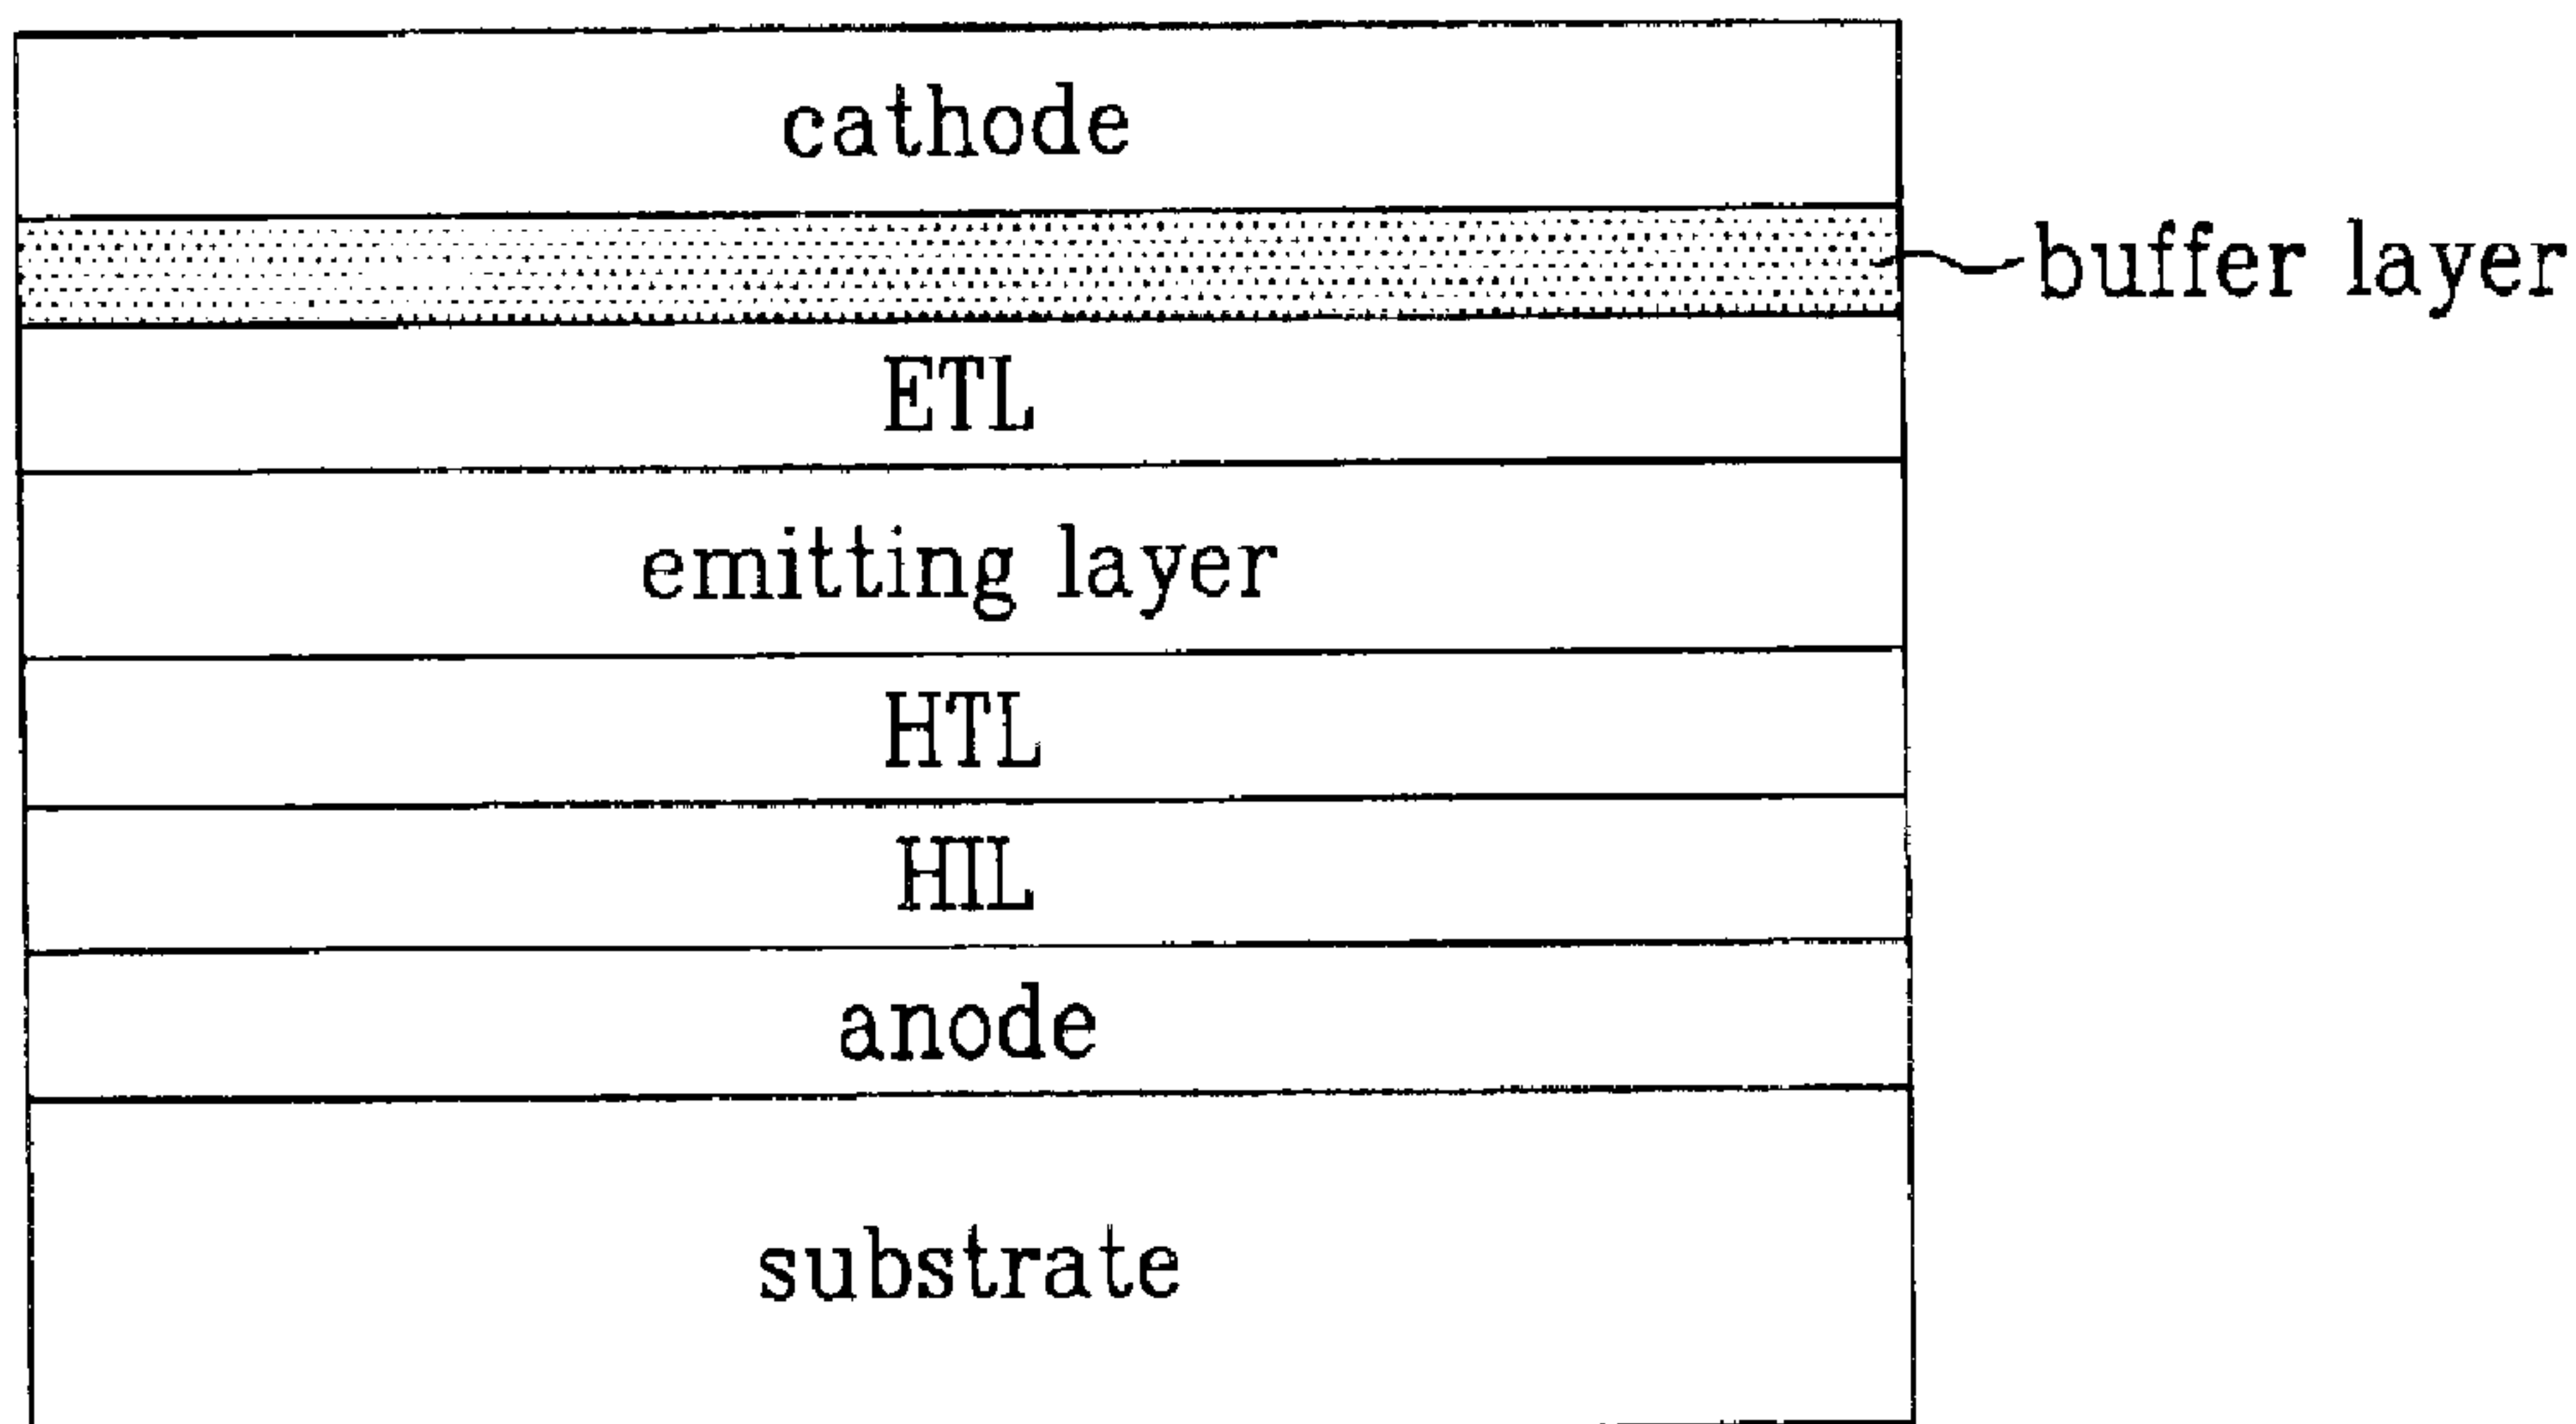 cathode
buffer layer
ETL
emitting layer
HTL
HIL
anode
substrate